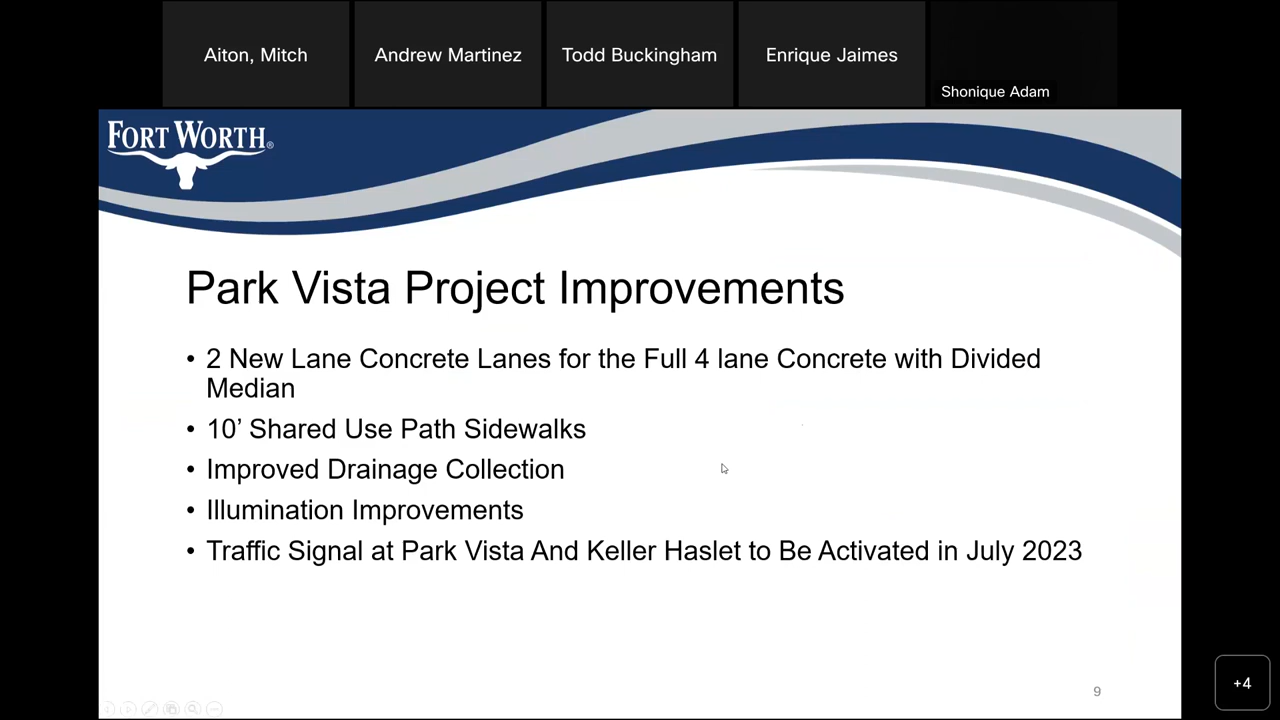 Aiton, Mitch
Andrew Martinez
Todd Buckingham
Enrique Jaimes
Shonique Adam
FORT WORTH®
Park Vista Project Improvements
• 2 New Lane Concrete Lanes for the Full 4 lane Concrete with Divided
Median
• 10’ Shared Use Path Sidewalks
• Improved Drainage Collection
• Illumination Improvements
• Traffic Signal at Park Vista And Keller Haslet to Be Activated in July 2023
9
+4